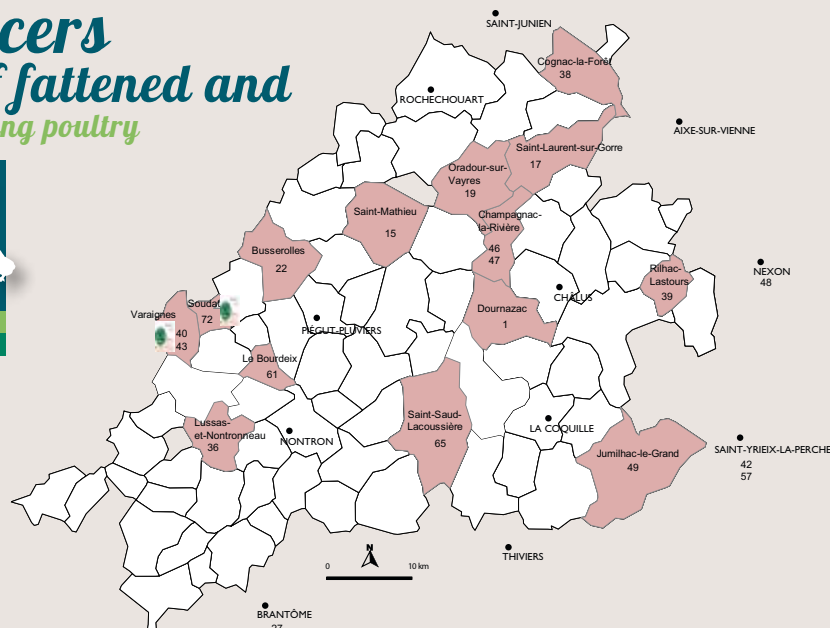 cers
f fattened and
ng poultry
SAINT-JUNIEN
Cognac-la-Forêt
38
ROCHECHOUART
AIXE-SUR-VIENNE
Saint-Laurent-sur-Gorre
17
Oradour-sur-
Vayres
19
Saint-Mathieu
15
Champagnac-
la-Rivière
46
47
Busserolles
22
Rilhac-
Lastours
39
NEXON
48
CHÂLUS
Soudat
72
Varaignes
40
43
Dournazac
1
PIÉGUT-PLUVIERS
Le Bourdeix
61
Saint-Saud-
Lacoussière
65
Lussas-
et-Nontronneau
36
NONTRON
LA COQUILLE
Jumilhac-le-Grand
49
SAINT-YRIEIX-LA-PERCHE
42
57
N
0 10 km
THIVIERS
BRANTÔME